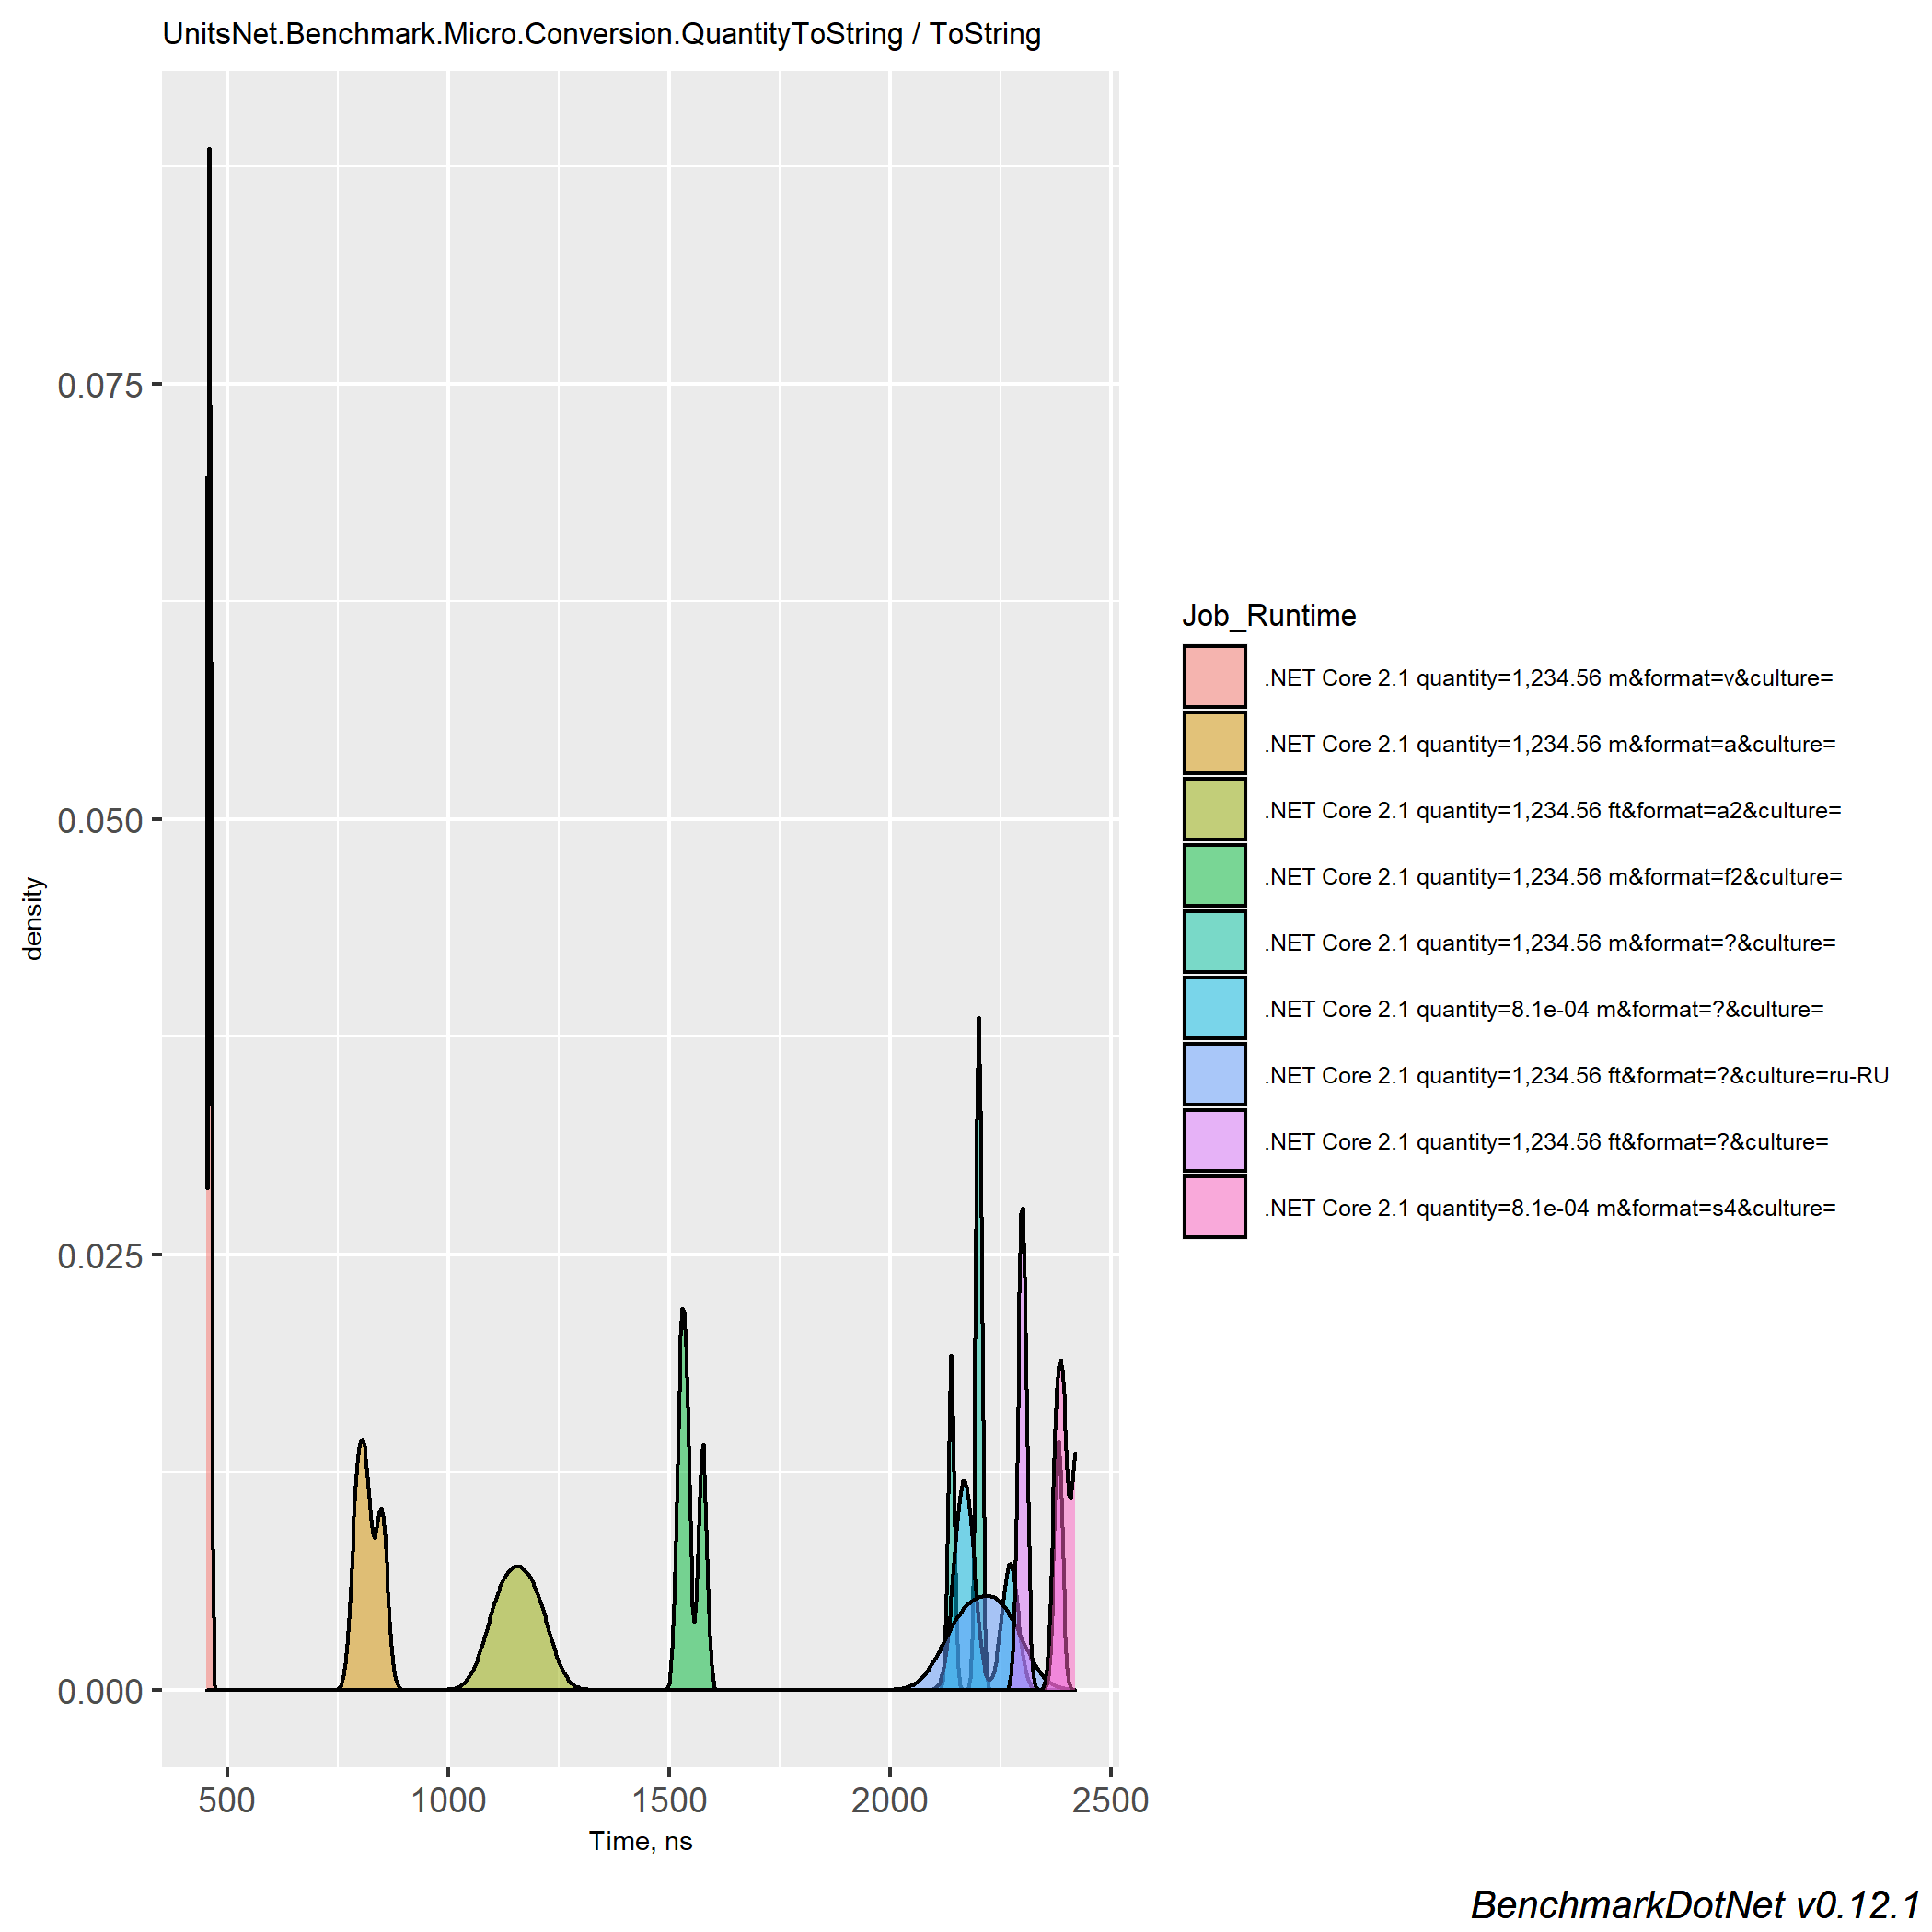 UnitsNet.Benchmark.Micro.Conversion.QuantityToString / ToString
0.075
0.050
0.025
0.000
density
500 1000 1500 2000 2500
Time, ns
Job_Runtime
.NET Core 2.1 quantity=1,234.56 m&format=v&culture=
.NET Core 2.1 quantity=1,234.56 m&format=a&culture=
.NET Core 2.1 quantity=1,234.56 ft&format=a2&culture=
.NET Core 2.1 quantity=1,234.56 m&format=f2&culture=
.NET Core 2.1 quantity=1,234.56 m&format=?&culture=
.NET Core 2.1 quantity=8.1e-04 m&format=?&culture=
.NET Core 2.1 quantity=1,234.56 ft&format=?&culture=ru-RU
.NET Core 2.1 quantity=1,234.56 ft&format=?&culture=
.NET Core 2.1 quantity=8.1e-04 m&format=s4&culture=
BenchmarkDotNet v0.12.1